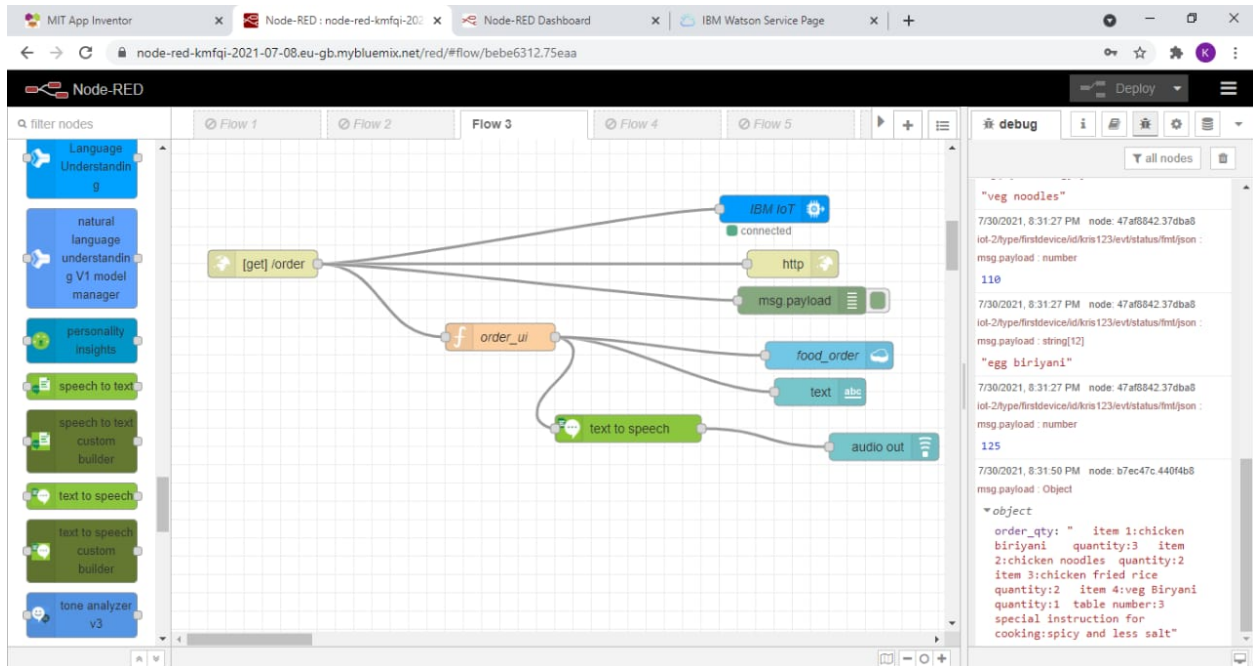 MIT App Inventor
Node-RED : node-red-kmfqi-202
Node-RED Dashboard
IBM Watson Service Page
node-red-kmfqi-2021-07-08.eu-gb.mybluemix.net/red/#flow/bebe6312.75eaa
K
Node-RED
Deploy
filter nodes
Flow 1
Flow 2
Flow 3
Flow 4
Flow 5
debug
i
all nodes
Language
Understandin
g
natural
language
understandin
g V1 model
manager
personality
insights
speech to text
speech to text
custom
builder
text to speech
text to speech
custom
builder
tone analyzer
v3
IBM IoT
connected
[get] /order
http
msg.payload
f
order_ui
food_order
text
abc
text to speech
audio out
"veg noodles"
7/30/2021, 8:31:27 PM node: 47af8842.37dba8
iot-2/type/firstdevice/id/kris123/evt/status/fmt/json :
msg.payload : number
110
7/30/2021, 8:31:27 PM node: 47af8842.37dba8
iot-2/type/firstdevice/id/kris123/evt/status/fmt/json :
msg.payload : string[12]
"egg biriyani"
7/30/2021, 8:31:27 PM node: 47af8842.37dba8
iot-2/type/firstdevice/id/kris123/evt/status/fmt/json :
msg.payload : number
125
7/30/2021, 8:31:50 PM node: b7ec47c.440f4b8
msg.payload : Object
object
order_qty: " item 1:chicken
biriyani quantity:3 item
2:chicken noodles quantity:2
item 3:chicken fried rice
quantity:2 item 4:veg Biryani
quantity:1 table number:3
special instruction for
cooking:spicy and less salt"